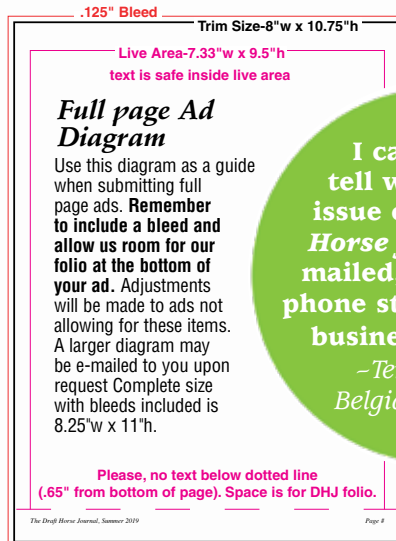 .125" Bleed
Trim Size-8"w x 10.75"h
Live Area-7.33"w x 9.5"h
text is safe inside live area
Full page Ad
Diagram
Use this diagram as a guide
when submitting full
page ads. Remember
to include a bleed and
allow us room for our
folio at the bottom of
your ad. Adjustments
will be made to ads not
allowing for these items.
A larger diagram may
be e-mailed to you upon
request Complete size
with bleeds included is
8.25"w x 11"h.
I ca
tell w
issue
Horse
mailed
phone st
busine
–Te
Belgi
Please, no text below dotted line
(.65" from bottom of page). Space is for DHJ folio.
The Draft Horse Journal, Summer 2019
Page #